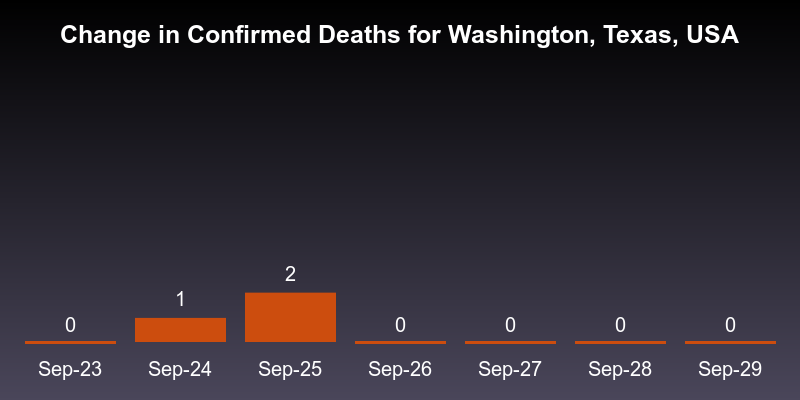 Change in Confirmed Deaths for Washington, Texas, USA
0 1 2 0 0 0 0
Sep-23 Sep-24 Sep-25 Sep-26 Sep-27 Sep-28 Sep-29